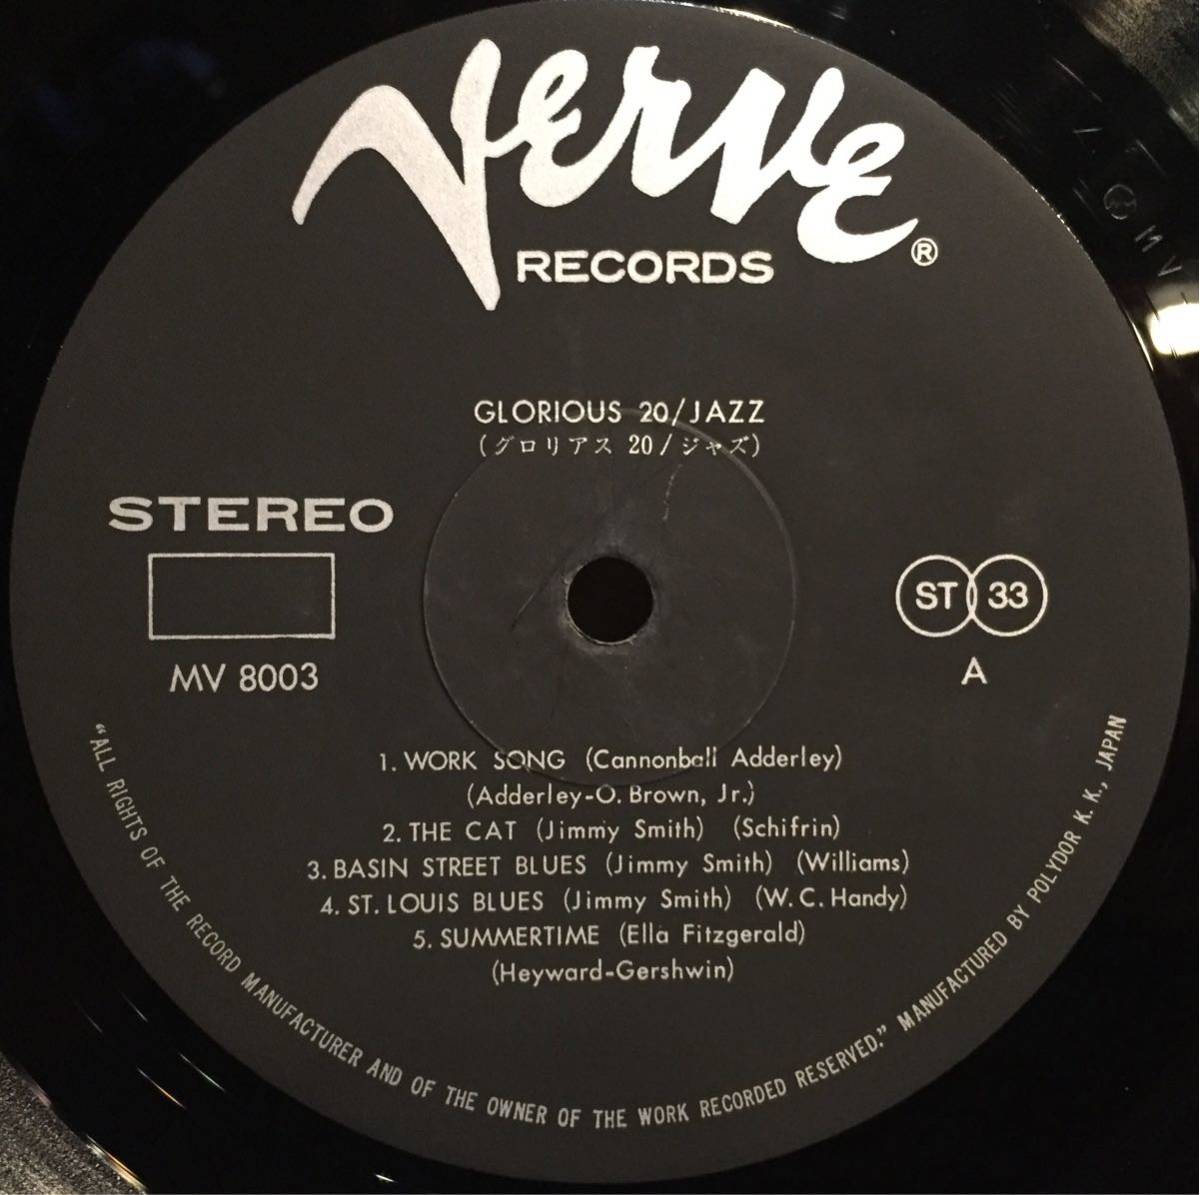 Verve ®
RECORDS
GLORIOUS 20/JAZZ
(グロリアス 20/ジャズ)
STEREO
MV 8003
ST 33
A
1. WORK SONG (Cannonball Adderley)
(Adderley-O. Brown, Jr.)
2. THE CAT (Jimmy Smith) (Schifrin)
3. BASIN STREET BLUES (Jimmy Smith) (Williams)
4. ST. LOUIS BLUES (Jimmy Smith) (W. C. Handy)
5. SUMMERTIME (Ella Fitzgerald)
(Heyward-Gershwin)
"ALL RIGHTS OF THE RECORD MANUFACTURER AND OF THE OWNER OF THE WORK RECORDED RESERVED." MANUFACTURED BY POLYDOR K. K., JAPAN